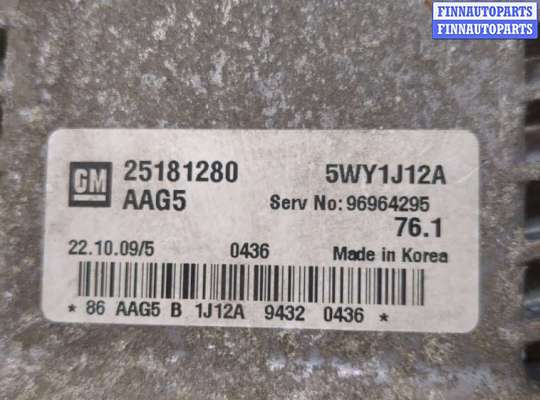 FINNAUTOPARTS
FINNAUTOPARTS
GM 25181280 5WY1J12A
AAG5 Serv No: 96964295
76.1
22.10.09/5 0436 Made in Korea
* 86 AAG5 B 1J12A 9432 0436 *